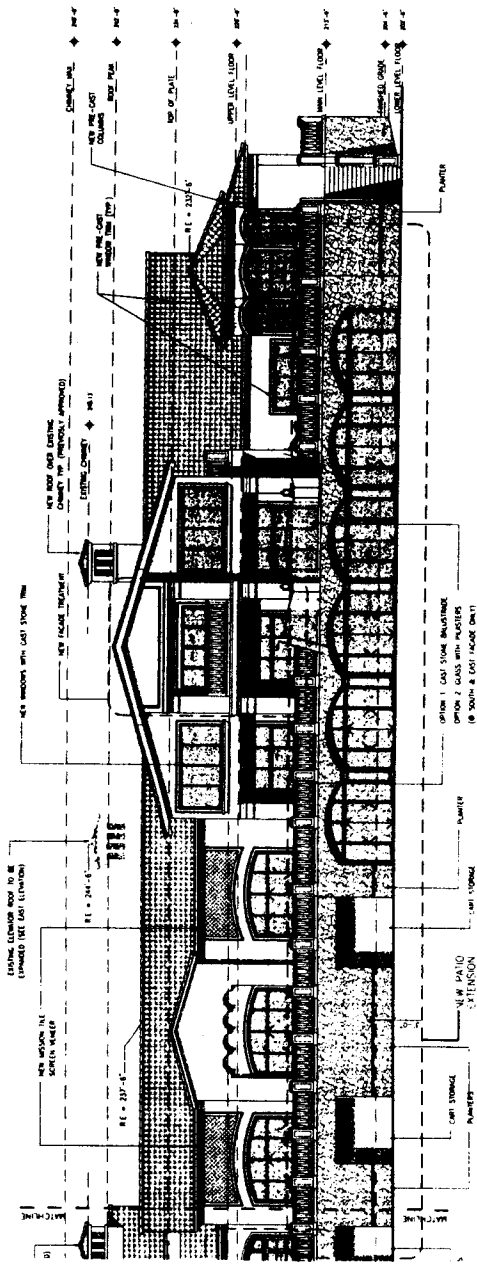 CHIMNEY MAX
ROOF PEAK
TOP OF PLATE
UPPER LEVEL FLOOR
MAIN LEVEL FLOOR
FINISHED GRADE
LOWER LEVEL FLOOR
NEW PRE-CAST
COLUMNS
NEW PRE-CAST
WINDOW TRIM (TYP.)
R E = 232'-6"
NEW ROOF OVER EXISTING
CHIMNEY TYP. (PREVIOUSLY APPROVED)
EXISTING CHIMNEY
NEW FACADE TREATMENT
NEW WINDOWS WITH CAST STONE TRIM
EXISTING ELEVATOR ROOF TO BE
EXPANDED (SEE EAST ELEVATION)
R E = 244'-6"
NEW MISSION TILE
SCREEN VENEER
R E = 237'-6"
MATCHLINE
MATCHLINE
PLANTER
OPTION 1 CAST STONE BALUSTRADE
OPTION 2 GLASS WITH PILASTERS
(@ SOUTH & EAST FACADE ONLY)
PLANTER
CART STORAGE
NEW PATIO
EXTENSION
CART STORAGE
PLANTERS